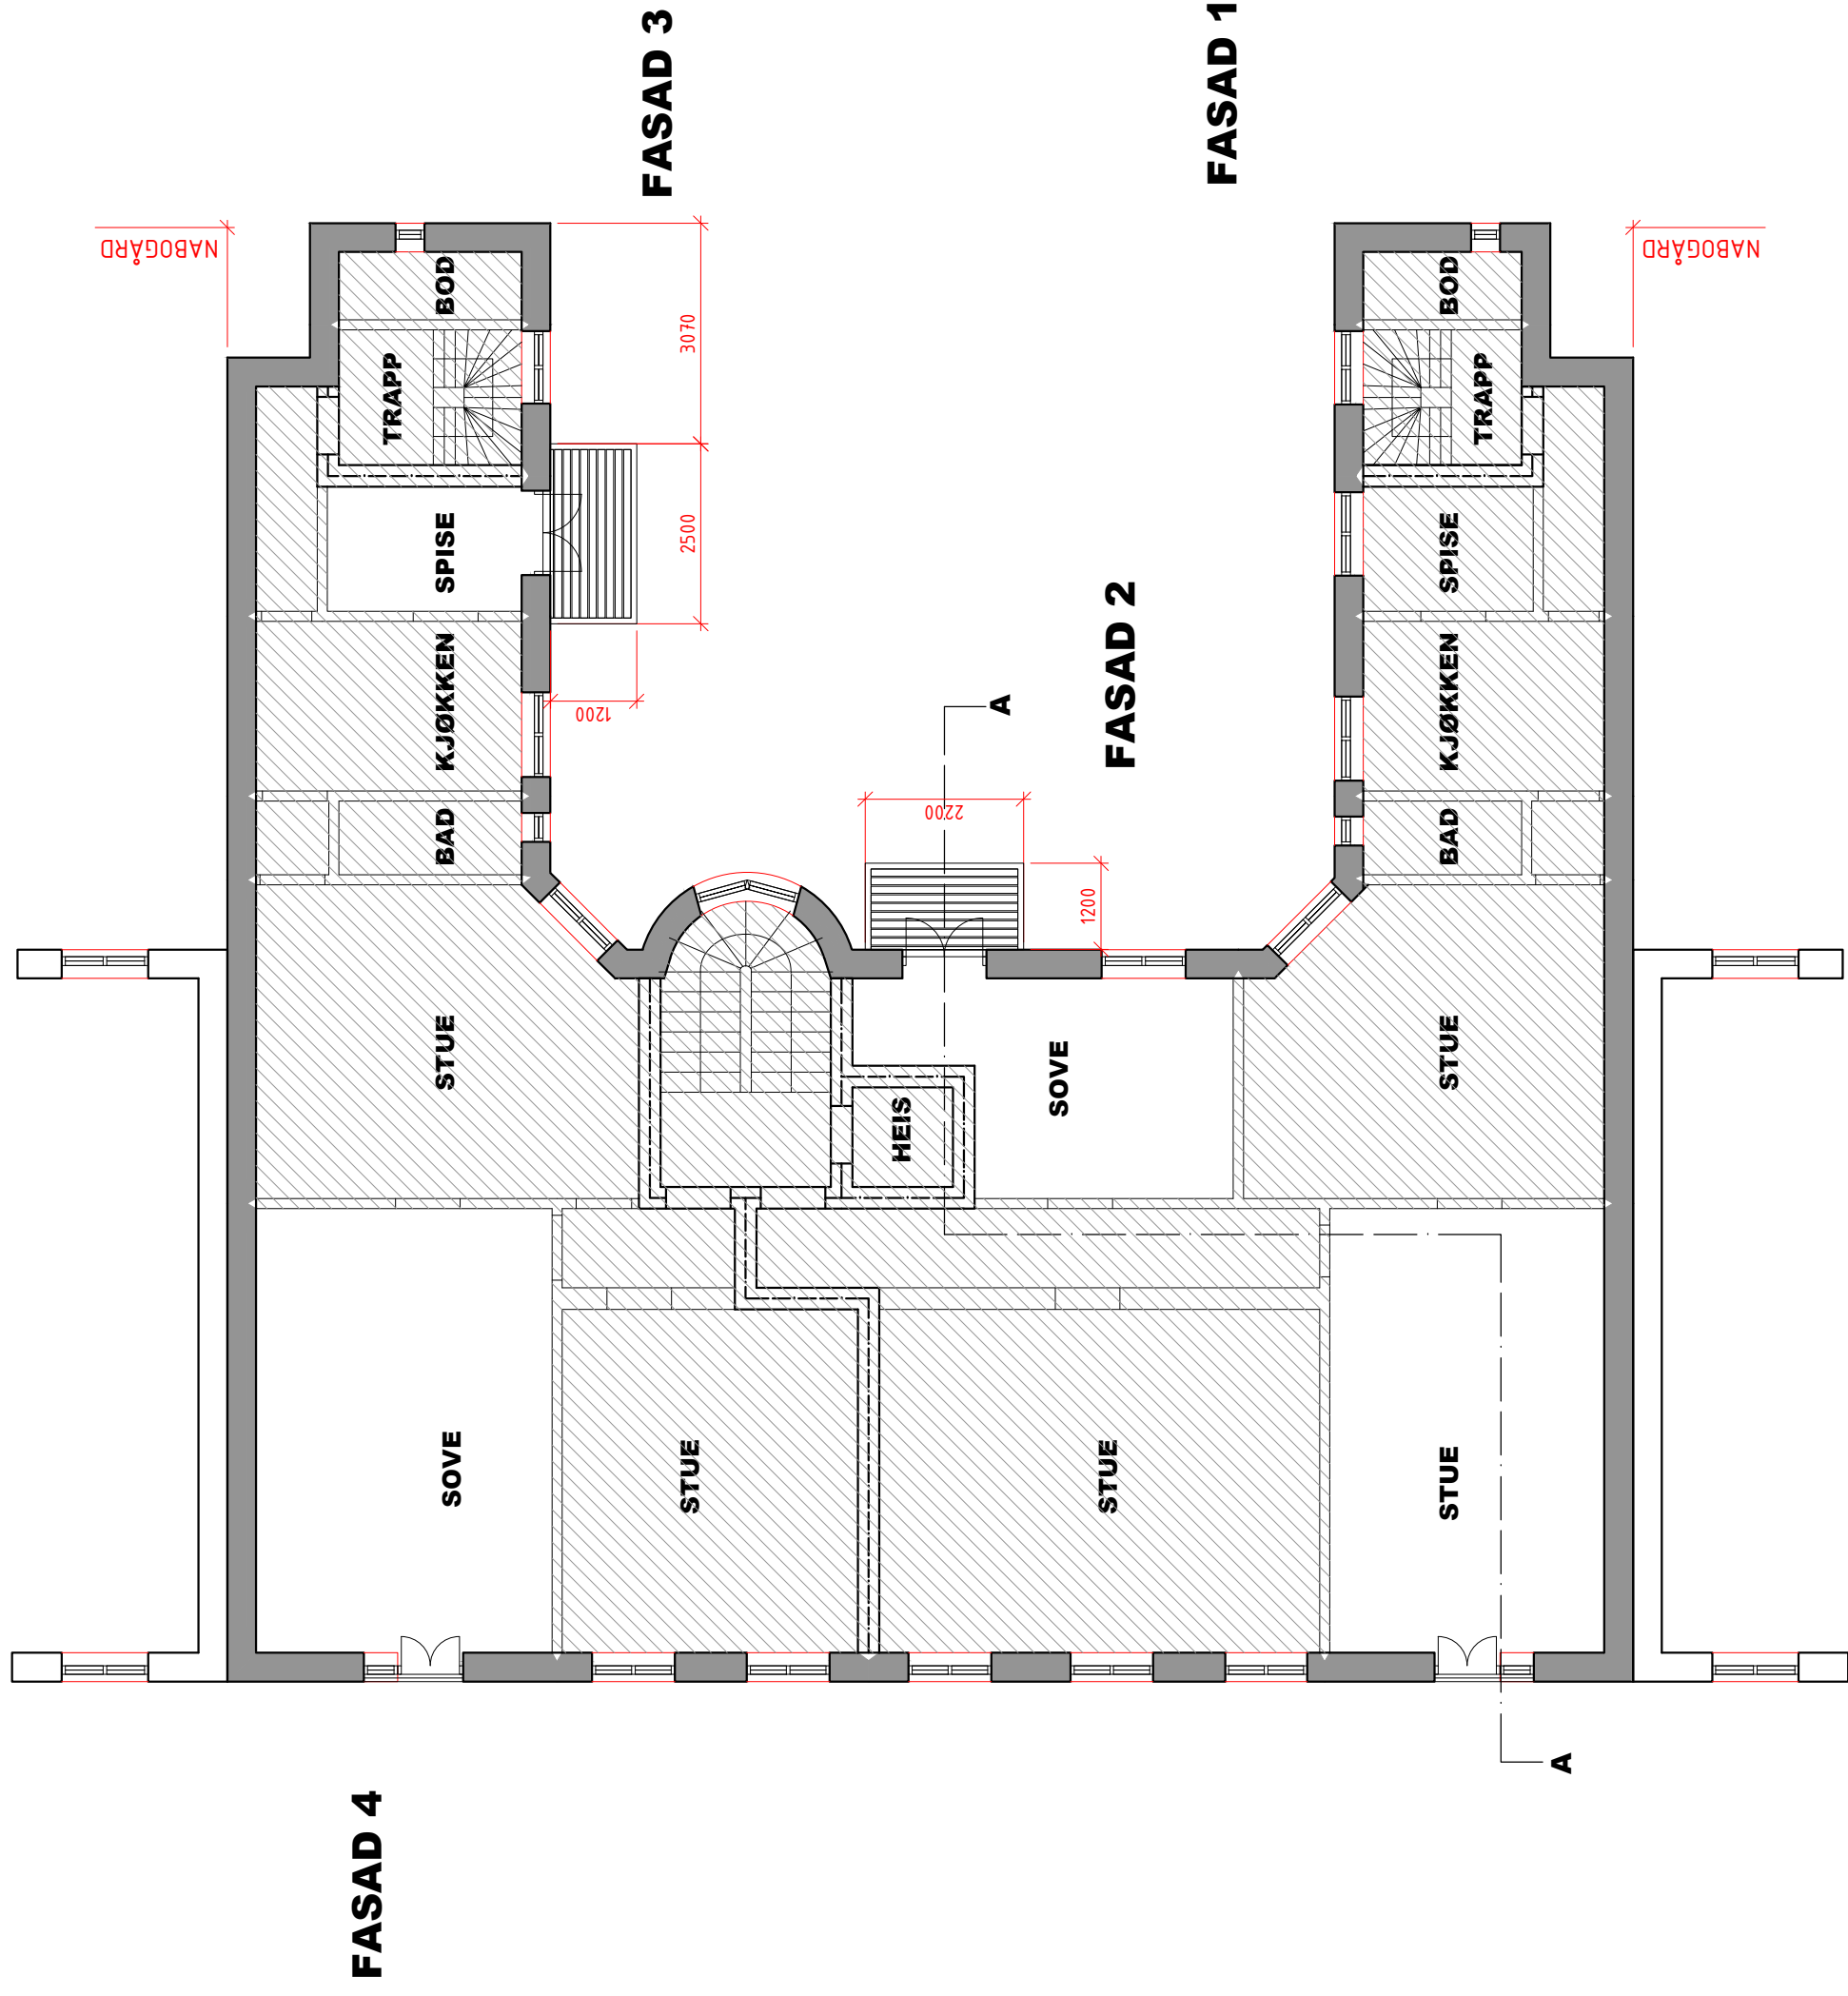 FASAD 3
FASAD 1
NABOGÅRD
NABOGÅRD
BOD
BOD
TRAPP
TRAPP
3070
SPISE
2500
SPISE
KJØKKEN
1200
A
FASAD 2
KJØKKEN
BAD
2200
BAD
1200
STUE
HEIS
SOVE
STUE
SOVE
STUE
STUE
STUE
A
FASAD 4